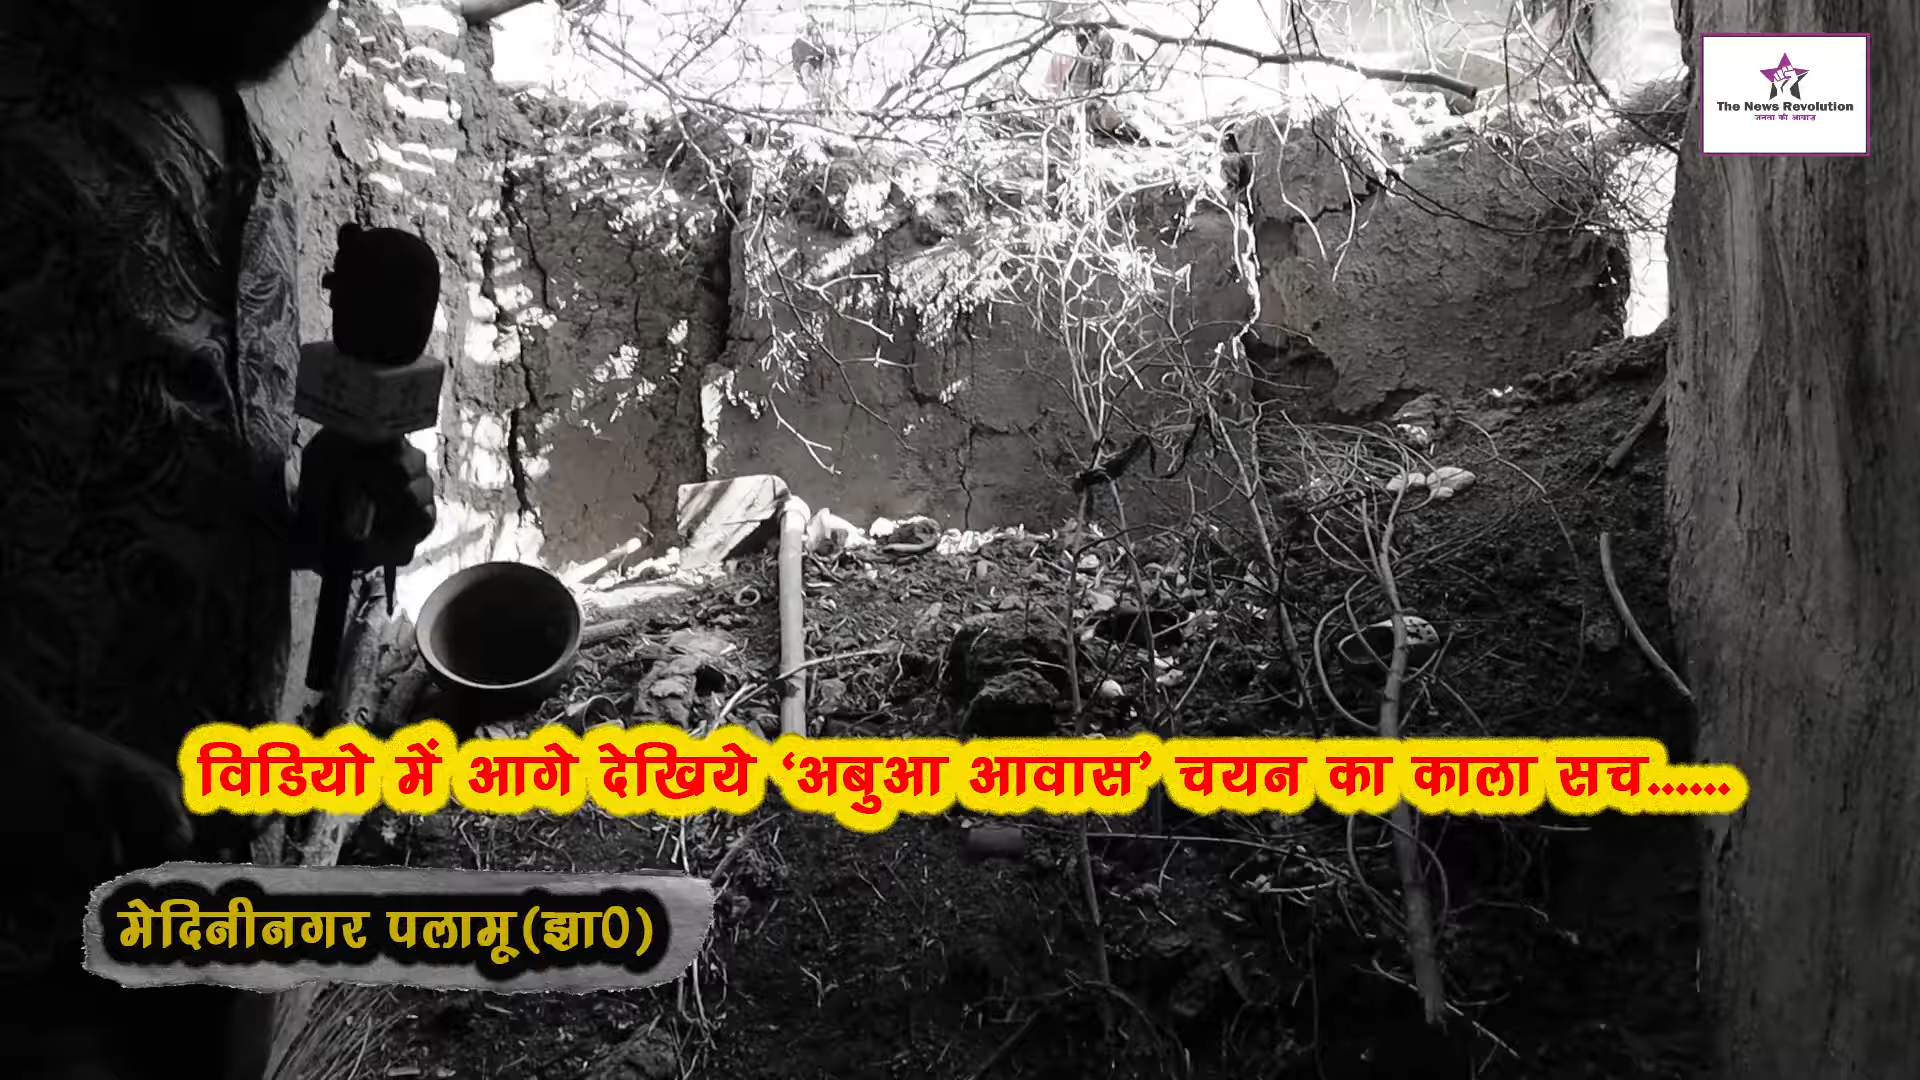 The News Revolution
जनता की आवाज़
विडियो में आगे देखिये ‘अबुआ आवास’ चयन का काला सच......
मेदिनीनगर पलामू(झा0)